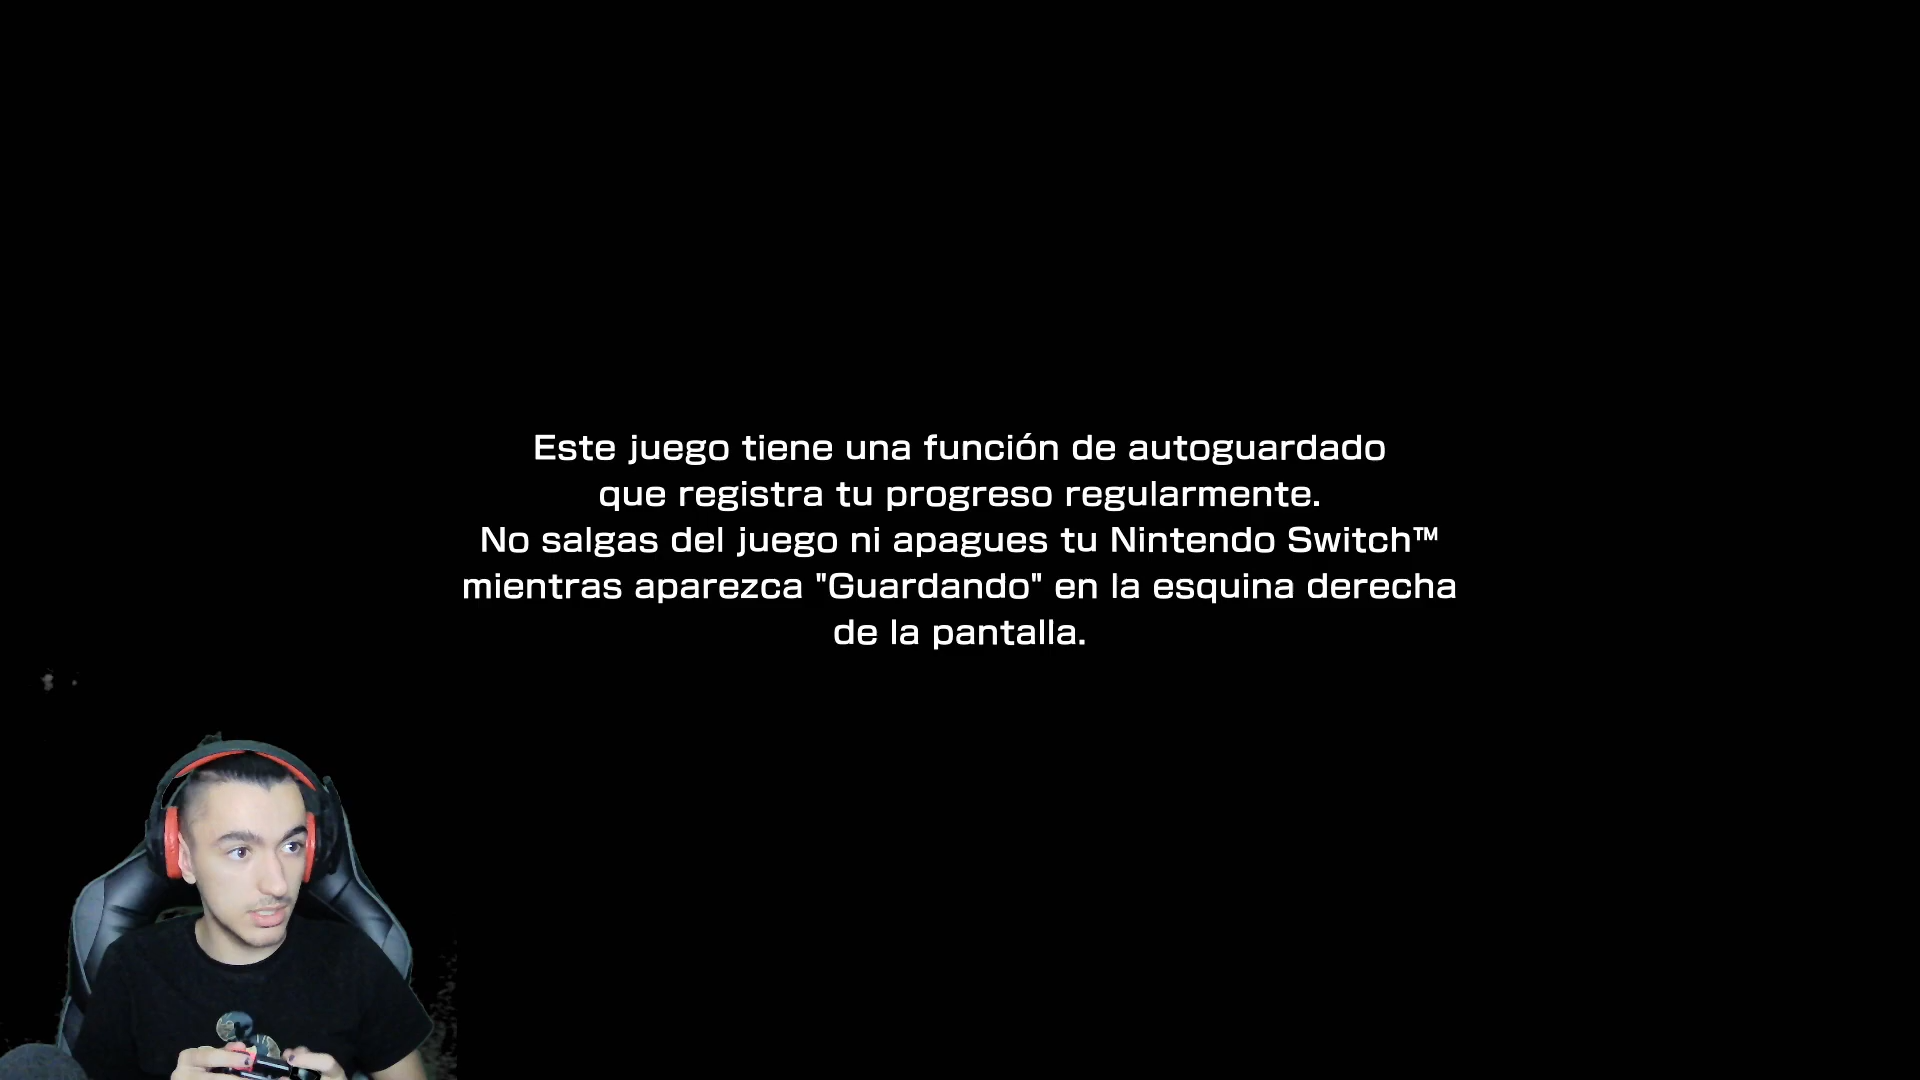 Este juego tiene una función de autoguardado
que registra tu progreso regularmente.
No salgas del juego ni apagues tu Nintendo Switch™
mientras aparezca "Guardando" en la esquina derecha
de la pantalla.